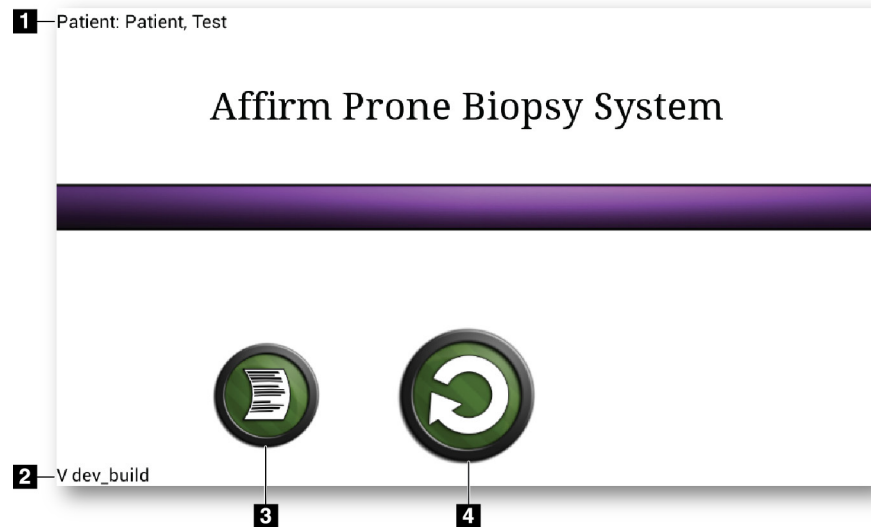 1
Patient: Patient, Test
Affirm Prone Biopsy System
2
V dev_build
3
4